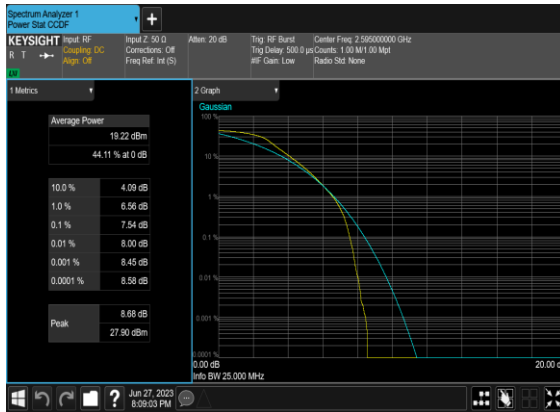 Spectrum Analyzer 1
Power Stat CCDF
KEYSIGHT
R T
Input: RF
Coupling: DC
Align: Off
Input Z: 50 Ω
Corrections: Off
Freq Ref: Int (S)
Atten: 20 dB
Trig: RF Burst
Trig Delay: 500.0 µs
#IF Gain: Low
Center Freq: 2.595000000 GHz
Counts: 1.00 M/1.00 Mpt
Radio Std: None
1 Metrics
Average Power
19.22 dBm
44.11 % at 0 dB
10.0 % 4.09 dB
1.0 % 6.56 dB
0.1 % 7.54 dB
0.01 % 8.00 dB
0.001 % 8.45 dB
0.0001 % 8.58 dB
Peak
8.68 dB
27.90 dBm
2 Graph
Gaussian
100 %
10 %
1 %
0.1 %
0.01 %
0.001 %
0.0001 %
0.00 dB
20.00
Info BW 25.000 MHz
Jun 27, 2023
8:09:03 PM